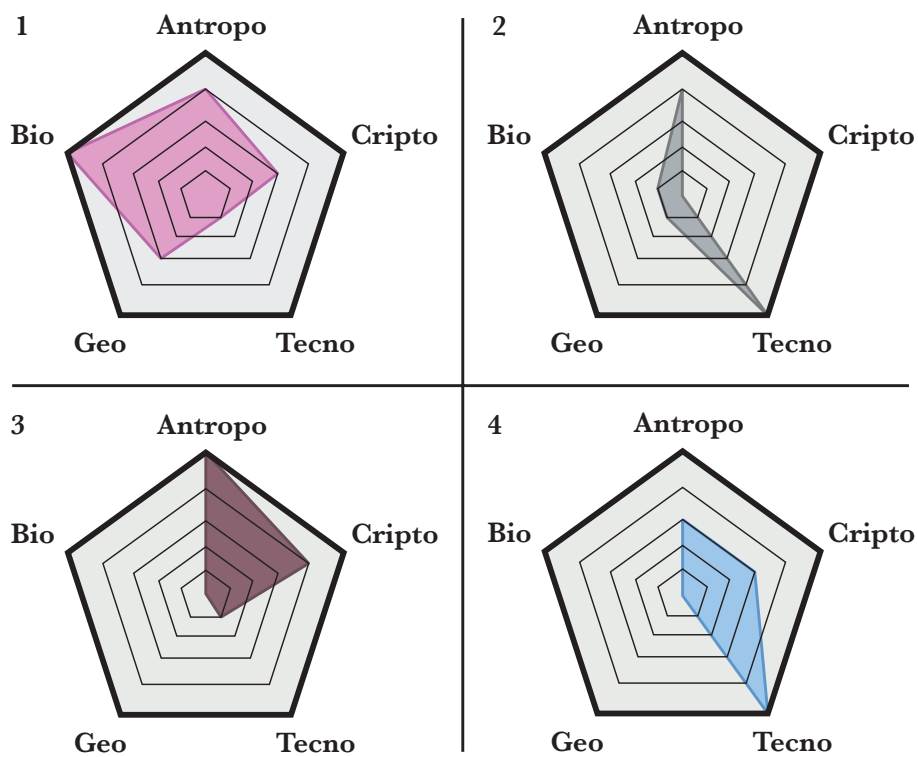 1
Antropo
Bio
Cripto
Geo
Tecno
2
Antropo
Bio
Cripto
Geo
Tecno
3
Antropo
Bio
Cripto
Geo
Tecno
4
Antropo
Bio
Cripto
Geo
Tecno